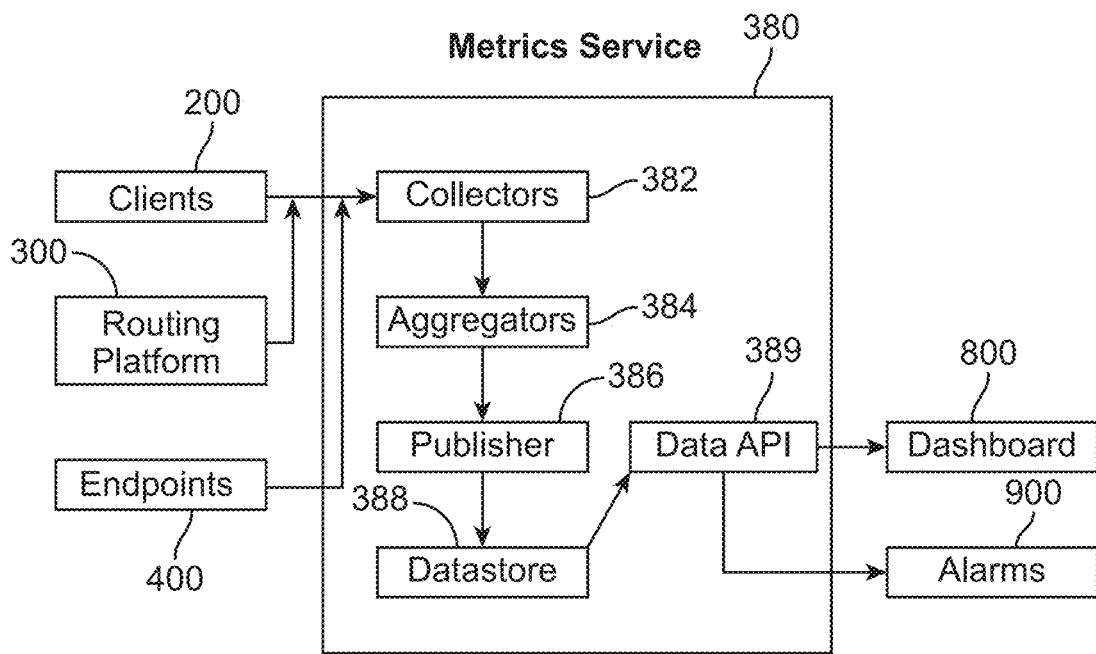 Metrics Service
380
200
Clients
Collectors
382
300
Routing
Platform
Aggregators
384
386
389
800
Publisher
Data API
Dashboard
Endpoints
388
900
400
Datastore
Alarms